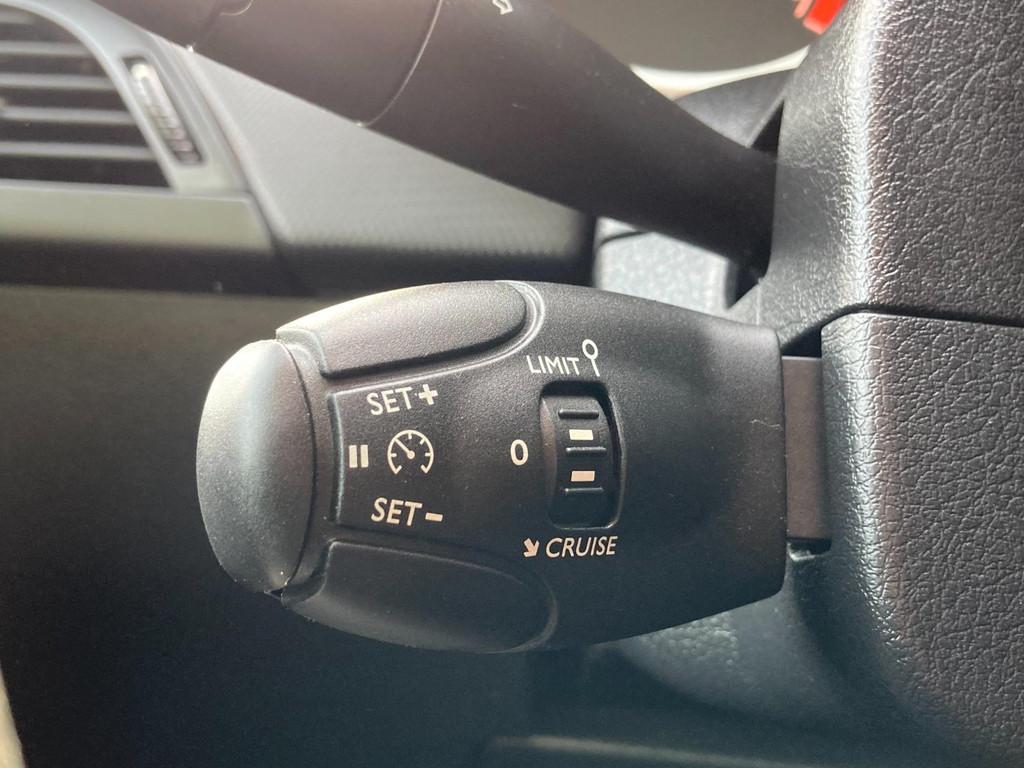 LIMIT
SET+
0
SET-
CRUISE